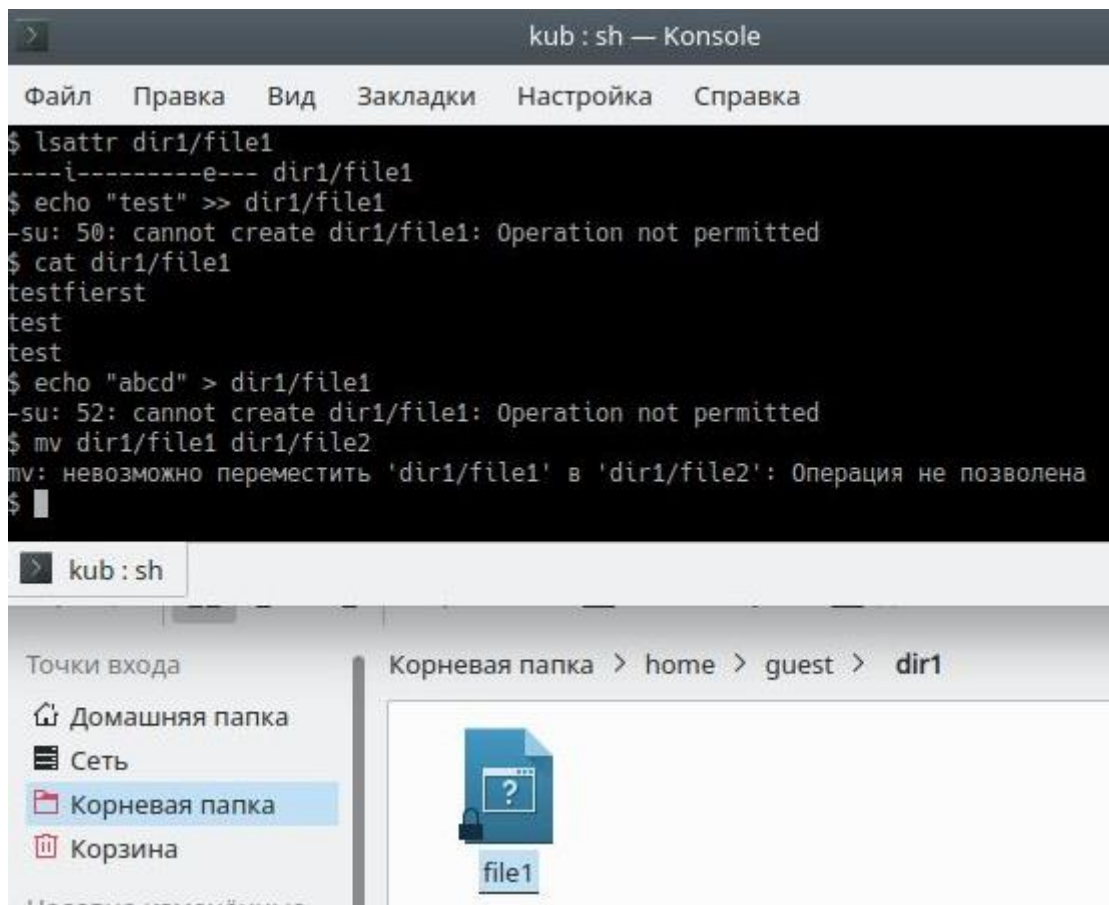 kub : sh — Konsole
Файл Правка Вид Закладки Настройка Справка
$ lsattr dir1/file1
----i---------e--- dir1/file1
$ echo "test" >> dir1/file1
-su: 50: cannot create dir1/file1: Operation not permitted
$ cat dir1/file1
testfierst
test
test
$ echo "abcd" > dir1/file1
-su: 52: cannot create dir1/file1: Operation not permitted
$ mv dir1/file1 dir1/file2
mv: невозможно переместить 'dir1/file1' в 'dir1/file2': Операция не позволена
$
kub : sh
Точки входа
Домашняя папка
Сеть
Корневая папка
Корзина
Корневая папка > home > guest > dir1
file1